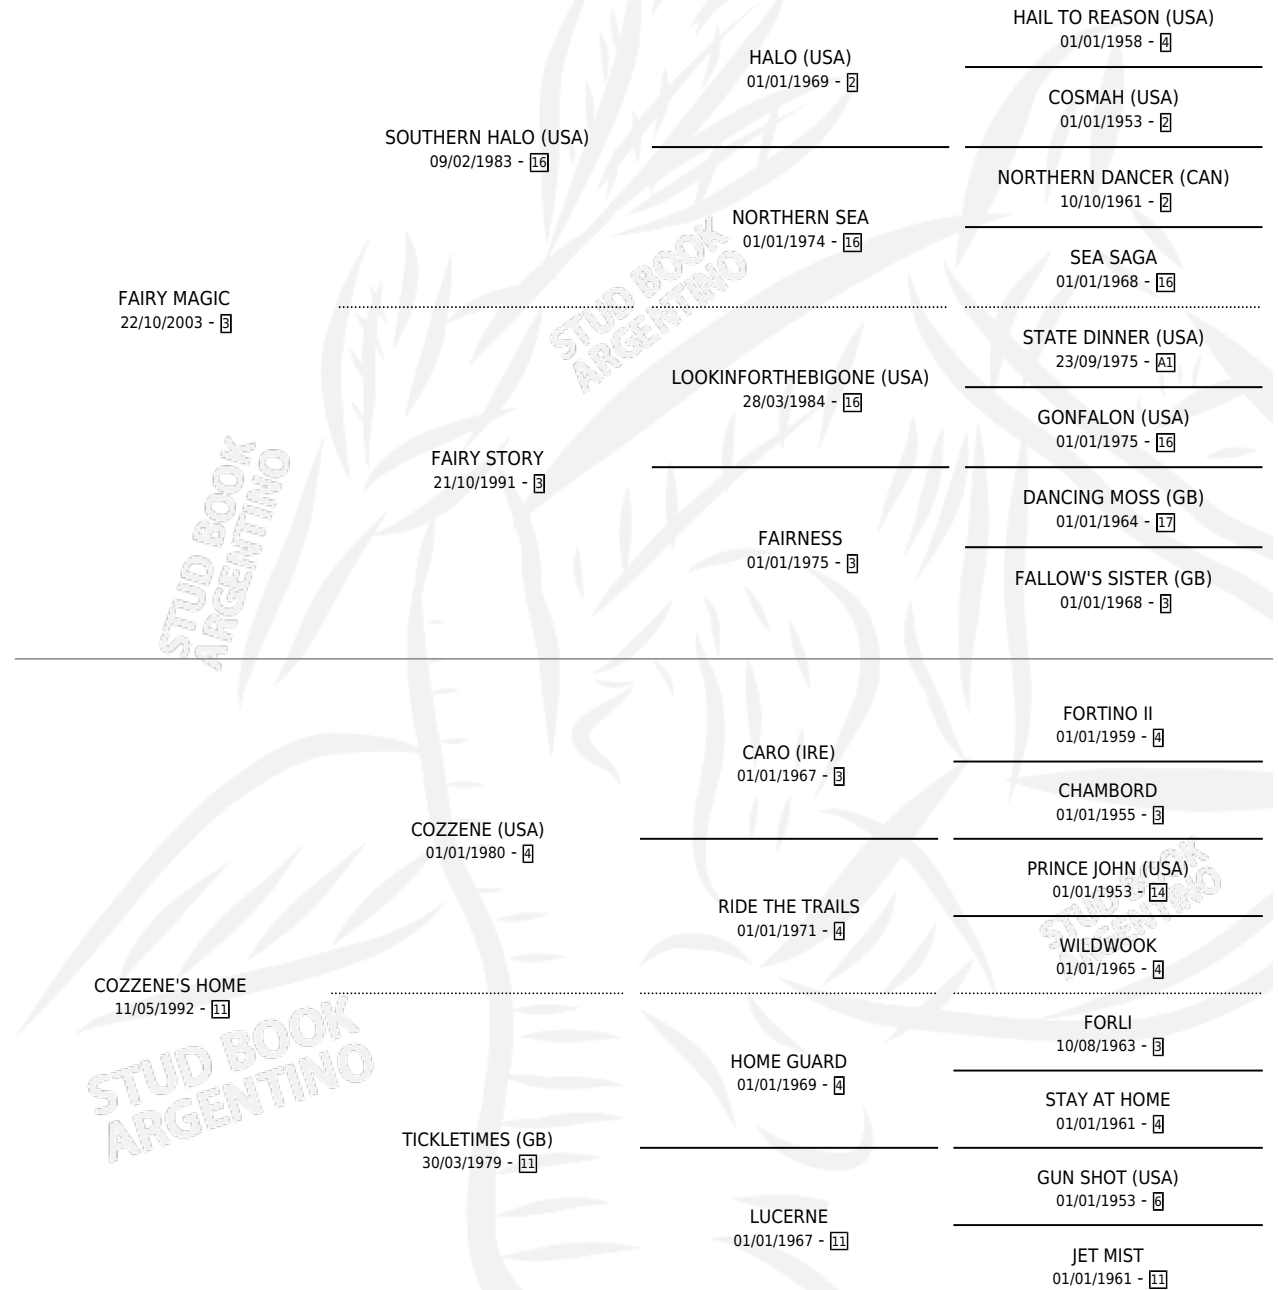 HAIL TO REASON (USA)
01/01/1958 - 4
HALO (USA)
01/01/1969 - 2
COSMAH (USA)
01/01/1953 - 2
SOUTHERN HALO (USA)
09/02/1983 - 16
NORTHERN DANCER (CAN)
10/10/1961 - 2
NORTHERN SEA
01/01/1974 - 16
SEA SAGA
01/01/1968 - 16
FAIRY MAGIC
22/10/2003 - 3
STUD BOOK
ARGENTINO
STATE DINNER (USA)
23/09/1975 - A1
LOOKINFORTHEBIGONE (USA)
28/03/1984 - 16
GONFALON (USA)
01/01/1975 - 16
FAIRY STORY
21/10/1991 - 3
STUD BOOK
ARGENTINO
DANCING MOSS (GB)
01/01/1964 - 17
FAIRNESS
01/01/1975 - 3
FALLOW'S SISTER (GB)
01/01/1968 - 3
FORTINO II
01/01/1959 - 4
CARO (IRE)
01/01/1967 - 3
CHAMBORD
01/01/1955 - 3
COZZENE (USA)
01/01/1980 - 4
PRINCE JOHN (USA)
01/01/1953 - 14
STUD BOOK
ARGENTINO
RIDE THE TRAILS
01/01/1971 - 4
WILDWOOK
01/01/1965 - 4
COZZENE'S HOME
11/05/1992 - 11
STUD BOOK
ARGENTINO
FORLI
10/08/1963 - 3
HOME GUARD
01/01/1969 - 4
STAY AT HOME
01/01/1961 - 4
TICKLETIMES (GB)
30/03/1979 - 11
GUN SHOT (USA)
01/01/1953 - 6
LUCERNE
01/01/1967 - 11
JET MIST
01/01/1961 - 11